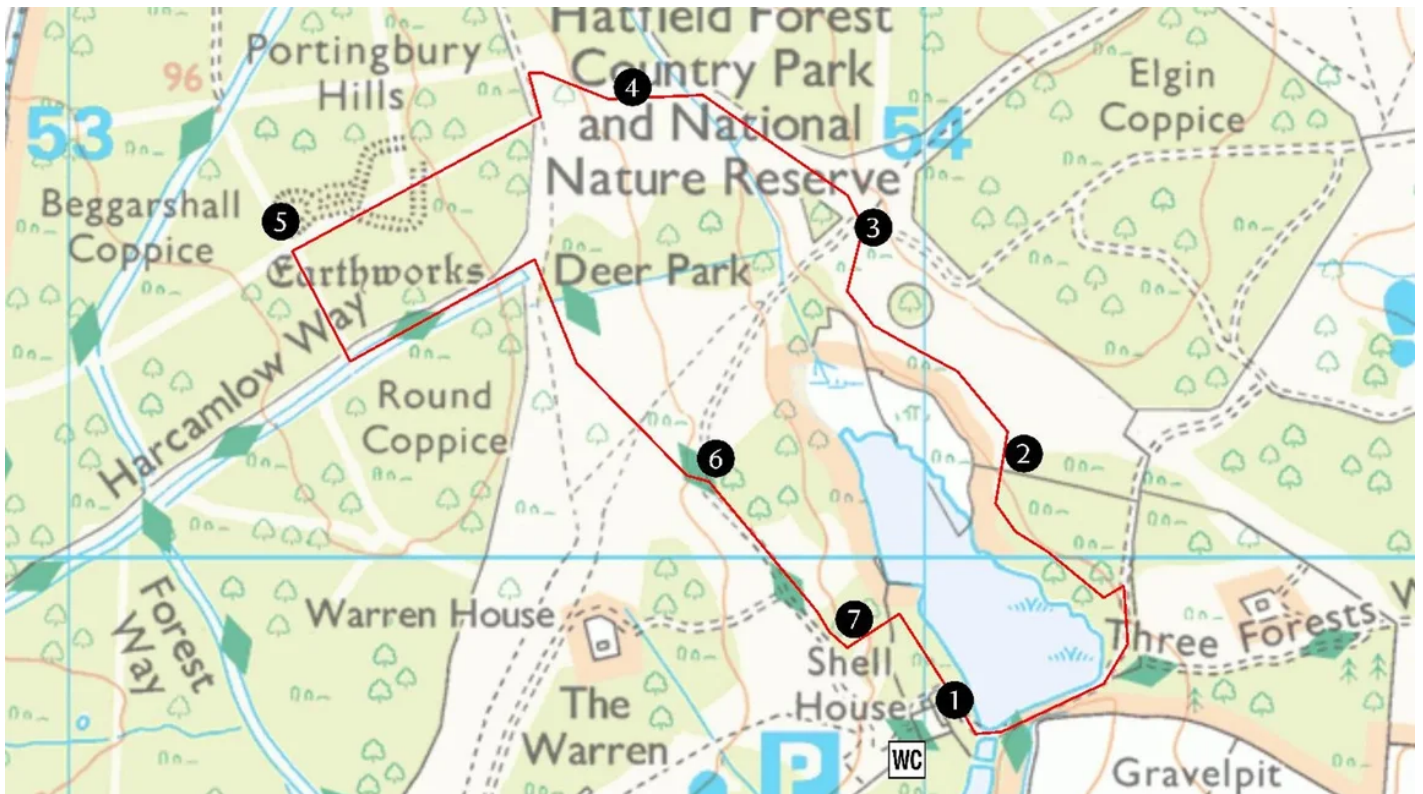 Hatfield Forest
Country Park
and National
Nature Reserve
Portingbury
Hills
96
53
54
Elgin
Coppice
4
3
5
2
6
7
1
Beggarshall
Coppice
Earthworks
Deer Park
Harcamlow Way
Round
Coppice
Forest
Way
Warren House
The
Warren
Shell
House
Three Forests W
WC
P
Gravelpit